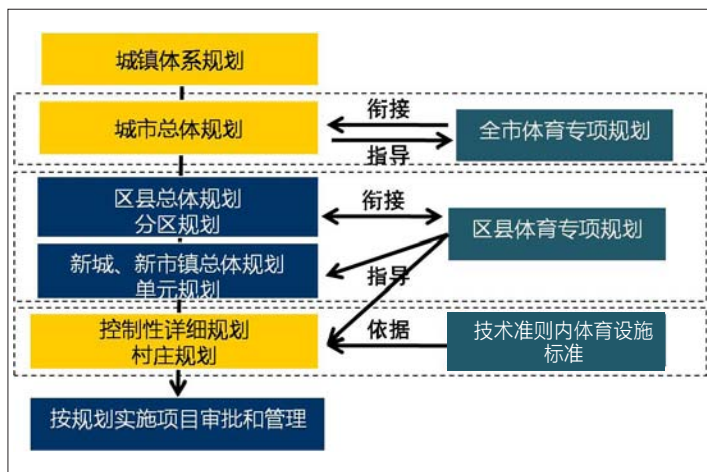 城镇体系规划
城市总体规划
衔接
指导
全市体育专项规划
区县总体规划
分区规划
衔接
区县体育专项规划
新城、新市镇总体规划
单元规划
指导
控制性详细规划
村庄规划
依据
技术准则内体育设施
标准
按规划实施项目审批和管理